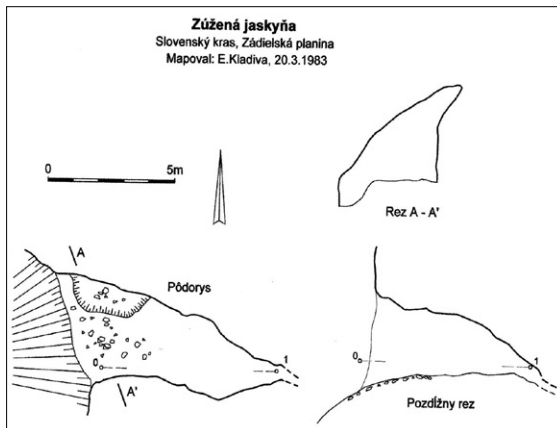 Zúžená jaskyňa
Slovenský kras, Zádielská planina
Mapoval: E.Kladiva, 20.3.1983
0 5m
Rez A - A'
A
Pôdorys
0
1
A'
0
1
Pozdĺžny rez